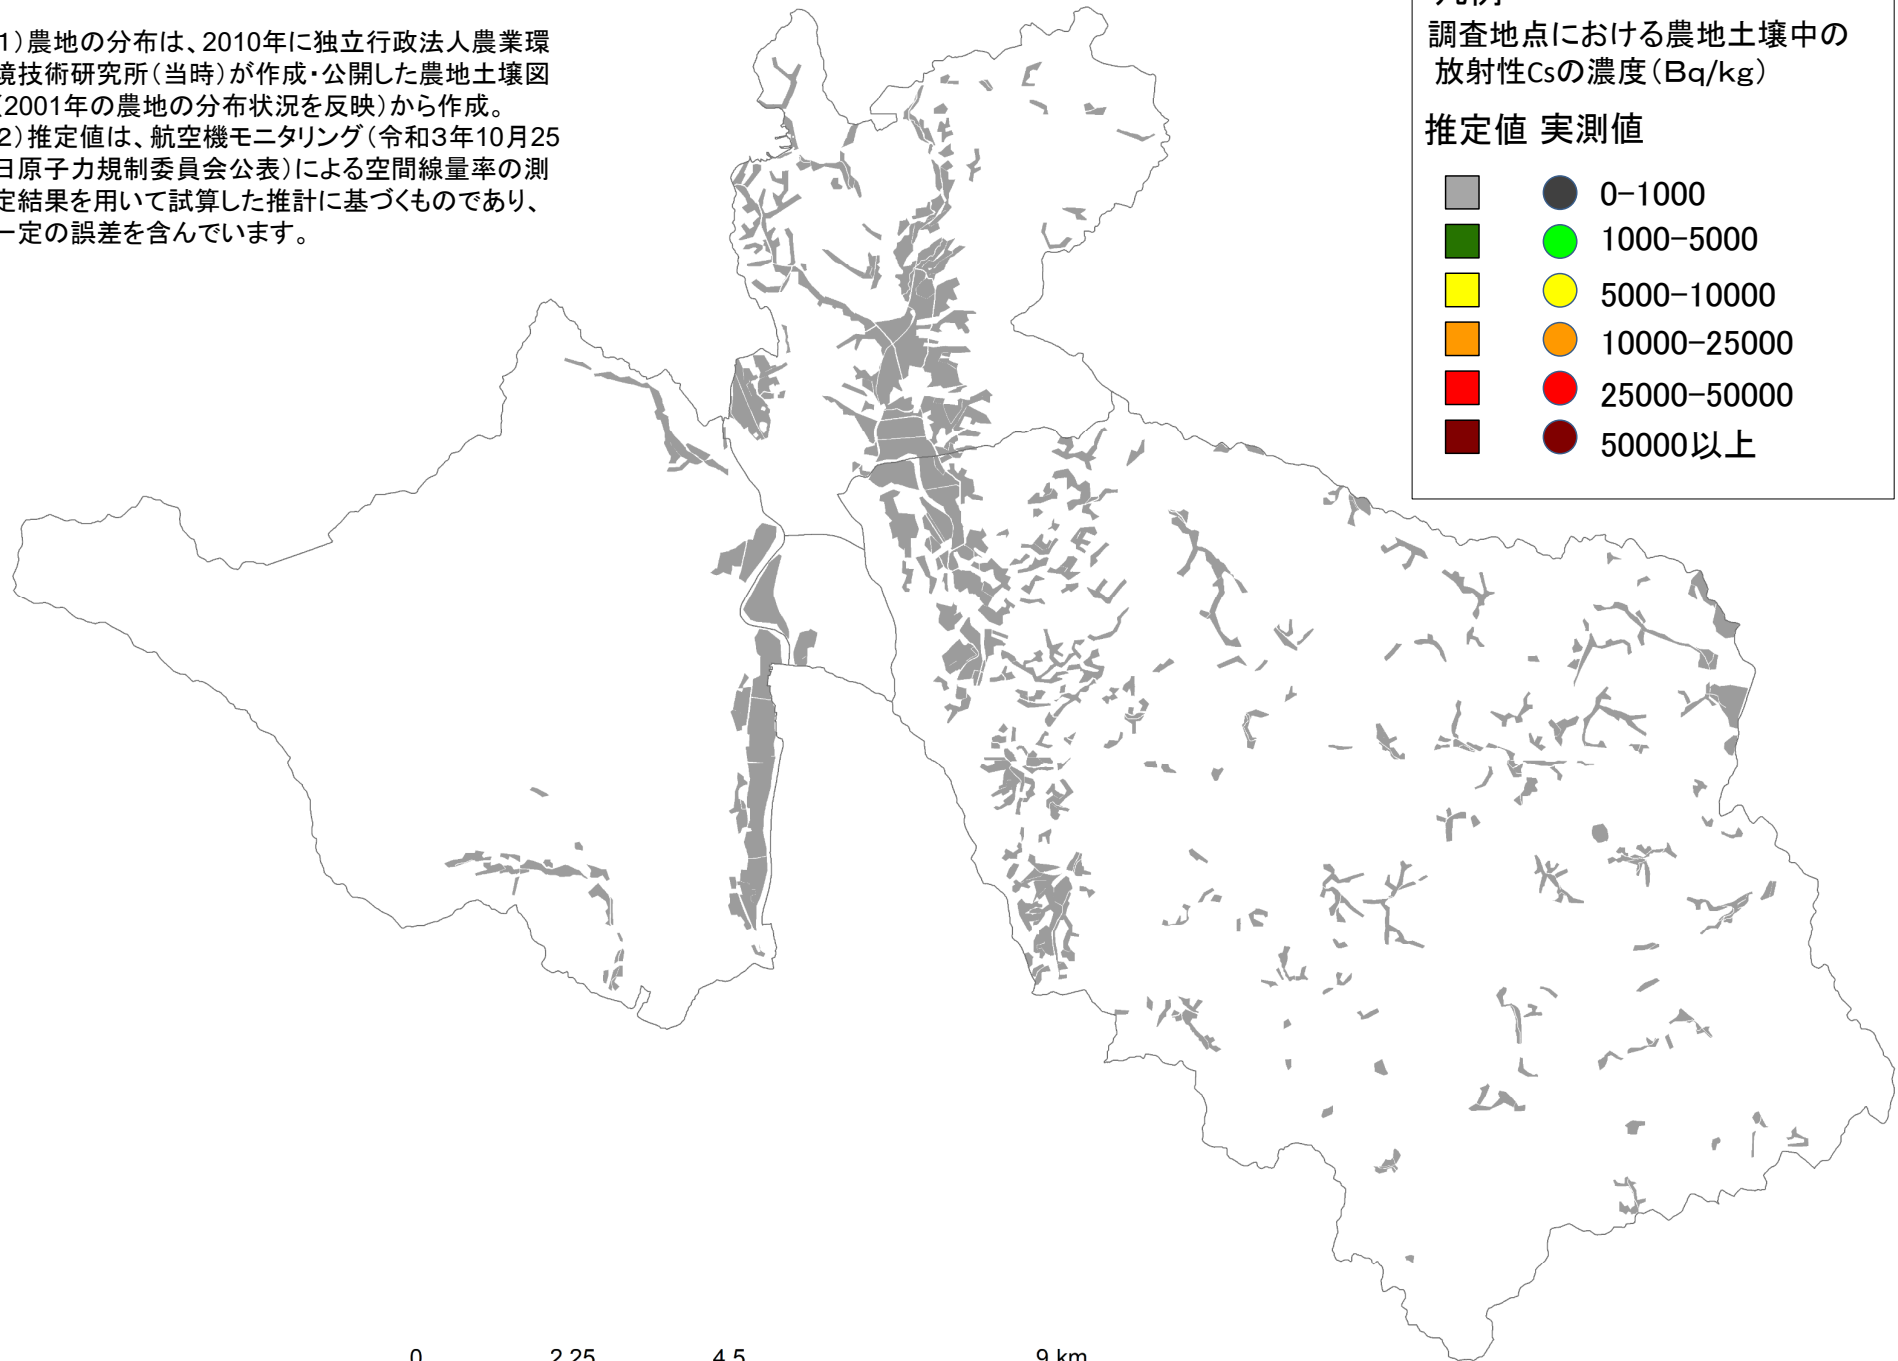 1）農地の分布は、2010年に独立行政法人農業環
境技術研究所（当時）が作成・公開した農地土壌図
（2001年の農地の分布状況を反映）から作成。
2）推定値は、航空機モニタリング（令和3年10月25
日原子力規制委員会公表）による空間線量率の測
定結果を用いて試算した推計に基づくものであり、
一定の誤差を含んでいます。
凡例
調査地点における農地土壌中の
放射性Csの濃度（Bq/kg）
推定値 実測値
0-1000
1000-5000
5000-10000
10000-25000
25000-50000
50000以上
0 2.25 4.5 9 km